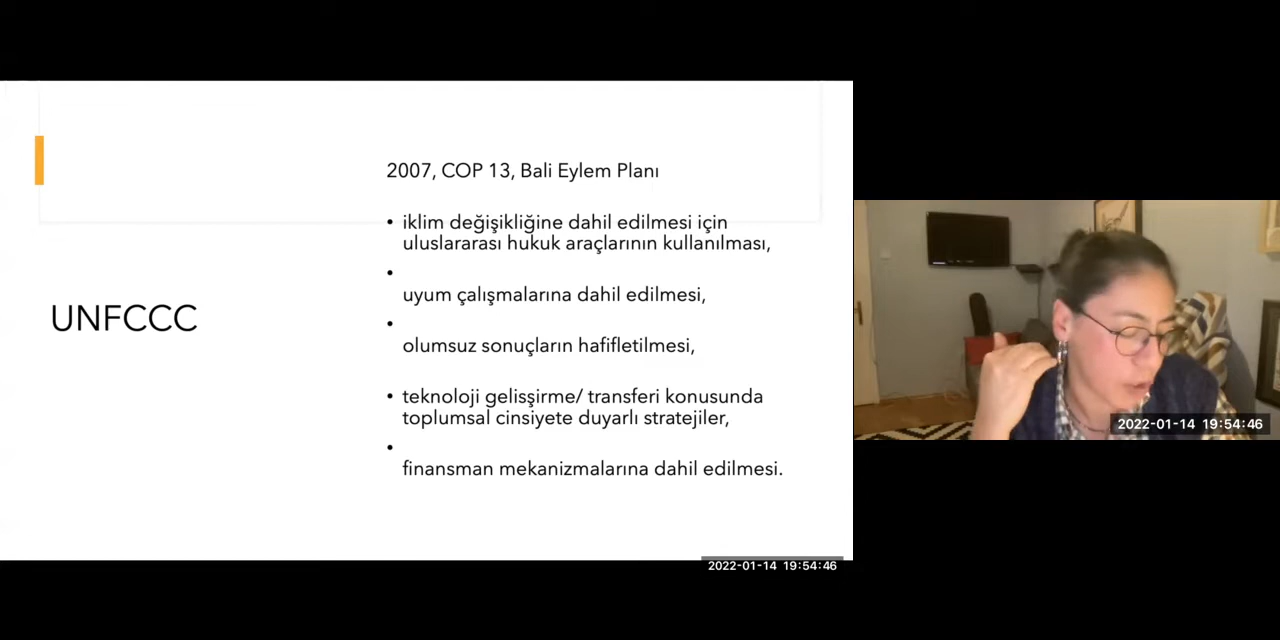 UNFCCC
2007, COP 13, Bali Eylem Planı
• iklim değişikliğine dahil edilmesi için
uluslararası hukuk araçlarının kullanılması,
•
uyum çalışmalarına dahil edilmesi,
•
olumsuz sonuçların hafifletilmesi,
• teknoloji gelisşirme/ transferi konusunda
toplumsal cinsiyete duyarlı stratejiler,
•
finansman mekanizmalarına dahil edilmesi.
2022-01-14 19:54:46
2022-01-14 19:54:46